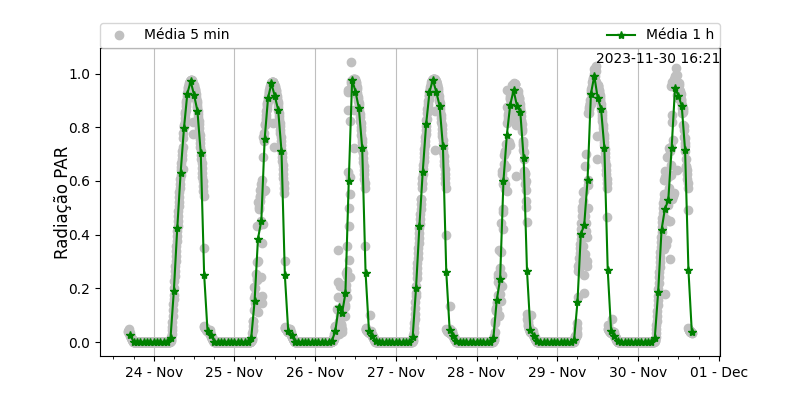 Média 5 min
Média 1 h
2023-11-30 16:21
Radiação PAR
1.0
0.8
0.6
0.4
0.2
0.0
24 - Nov
25 - Nov
26 - Nov
27 - Nov
28 - Nov
29 - Nov
30 - Nov
01 - Dec